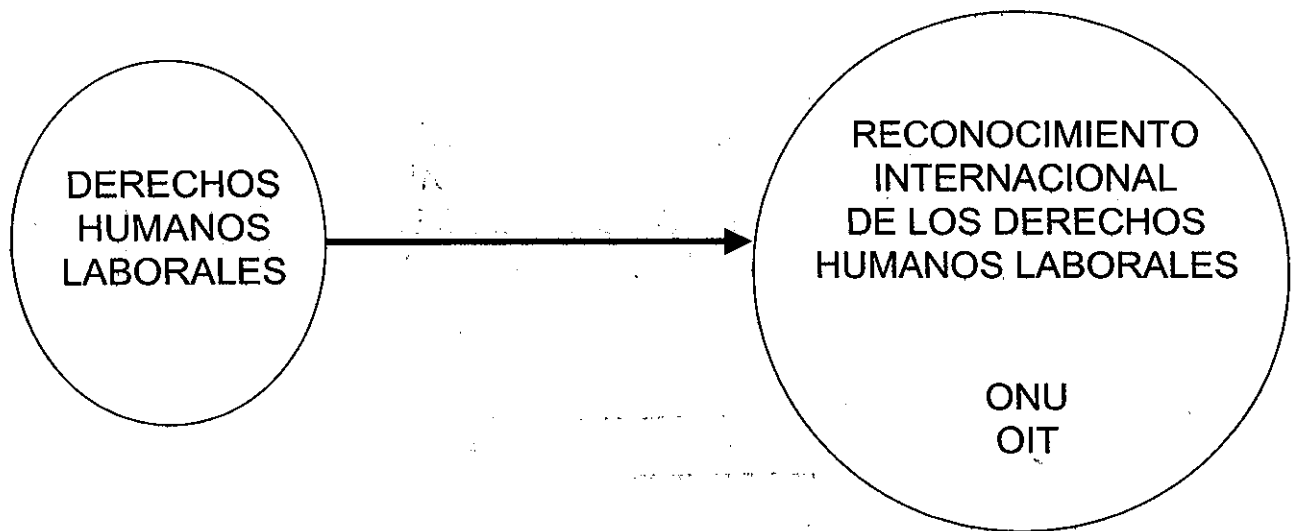 DERECHOS
HUMANOS
LABORALES
RECONOCIMIENTO
INTERNACIONAL
DE LOS DERECHOS
HUMANOS LABORALES
ONU
OIT